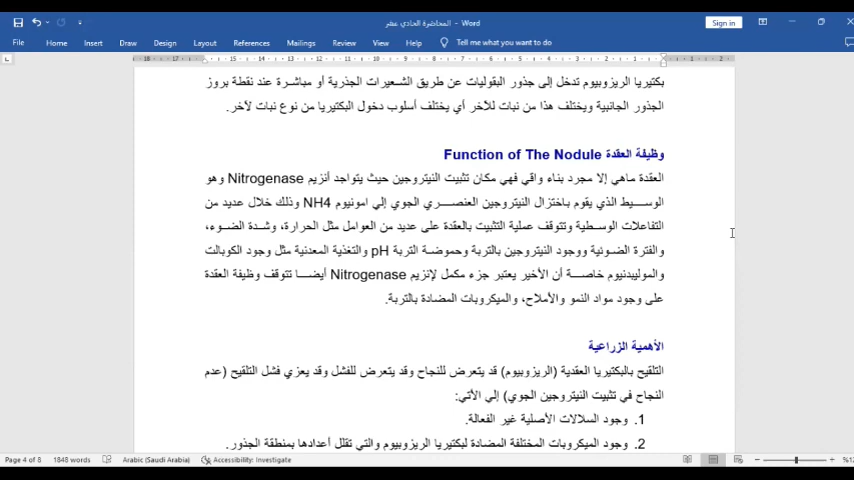 المحاضرة الحادي عشر - Word
Sign in
File Home Insert Draw Design Layout References Mailings Review View Help Tell me what you want to do
بكتيريا الريزوبيوم تدخل إلى جذور البقوليات عن طريق الشعيرات الجذرية أو مباشرة عند نقطة بروز
الجذور الجانبية ويختلف هذا من نبات للآخر أي يختلف أسلوب دخول البكتيريا من نوع نبات لآخر.
وظيفة العقدة Function of The Nodule
العقدة ماهي إلا مجرد بناء واقي فهي مكان تثبيت النيتروجين حيث يتواجد أنزيم Nitrogenase وهو
الوسيط الذي يقوم باختزال النيتروجين العنصري الجوي إلي امونيوم NH4 وذلك خلال عديد من
التفاعلات الوسطية وتتوقف عملية التثبيت بالعقدة على عديد من العوامل مثل الحرارة، وشدة الضوء،
والفترة الضوئية ووجود النيتروجين بالتربة وحموضة التربة pH والتغذية المعدنية مثل وجود الكوبالت
والموليبدنيوم خاصة أن الأخير يعتبر جزء مكمل لإنزيم Nitrogenase أيضا تتوقف وظيفة العقدة
على وجود مواد النمو والأملاح، والميكروبات المضادة بالتربة.
الأهمية الزراعية
التلقيح بالبكتيريا العقدية (الريزوبيوم) قد يتعرض للنجاح وقد يتعرض للفشل وقد يعزي فشل التلقيح (عدم
النجاح في تثبيت النيتروجين الجوي) إلي الأتي:
1. وجود السلالات الأصلية غير الفعالة.
2. وجود الميكروبات المختلفة المضادة لبكتيريا الريزوبيوم والتي تقلل أعدادها بمنطقة الجذور.
Page 4 of 8 1848 words Arabic (Saudi Arabia) Accessibility: Investigate